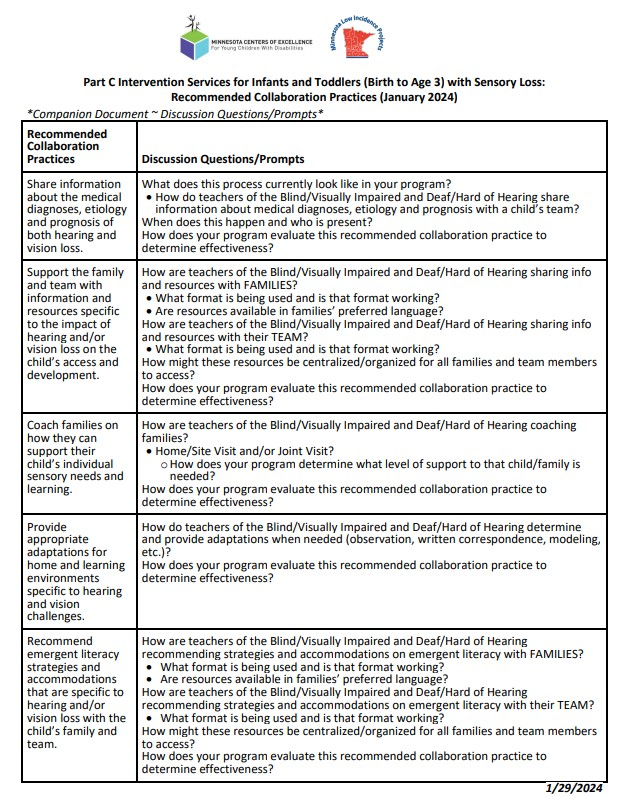 MINNESOTA CENTERS OF EXCELLENCE
For Young Children With Disabilities
Minnesota Low Incidence Projects
Part C Intervention Services for Infants and Toddlers (Birth to Age 3) with Sensory Loss:
Recommended Collaboration Practices (January 2024)
*Companion Document ~ Discussion Questions/Prompts*
Recommended
Collaboration
Practices
Discussion Questions/Prompts
Share information
about the medical
diagnoses, etiology
and prognosis of
both hearing and
vision loss.
What does this process currently look like in your program?
• How do teachers of the Blind/Visually Impaired and Deaf/Hard of Hearing share
information about medical diagnoses, etiology and prognosis with a child's team?
When does this happen and who is present?
How does your program evaluate this recommended collaboration practice to
determine effectiveness?
Support the family
and team with
information and
resources specific
to the impact of
hearing and/or
vision loss on the
child's access and
development.
How are teachers of the Blind/Visually Impaired and Deaf/Hard of Hearing sharing info
and resources with FAMILIES?
• What format is being used and is that format working?
• Are resources available in families' preferred language?
How are teachers of the Blind/Visually Impaired and Deaf/Hard of Hearing sharing info
and resources with their TEAM?
• What format is being used and is that format working?
How might these resources be centralized/organized for all families and team members
to access?
How does your program evaluate this recommended collaboration practice to
determine effectiveness?
Coach families on
how they can
support their
child's individual
sensory needs and
learning.
How are teachers of the Blind/Visually Impaired and Deaf/Hard of Hearing coaching
families?
• Home/Site Visit and/or Joint Visit?
o How does your program determine what level of support to that child/family is
needed?
How does your program evaluate this recommended collaboration practice to
determine effectiveness?
Provide
appropriate
adaptations for
home and learning
environments
specific to hearing
and vision
challenges.
How do teachers of the Blind/Visually Impaired and Deaf/Hard of Hearing determine
and provide adaptations when needed (observation, written correspondence, modeling,
etc.)?
How does your program evaluate this recommended collaboration practice to
determine effectiveness?
Recommend
emergent literacy
strategies and
accommodations
that are specific to
hearing and/or
vision loss with the
child's family and
team.
How are teachers of the Blind/Visually Impaired and Deaf/Hard of Hearing
recommending strategies and accommodations on emergent literacy with FAMILIES?
• What format is being used and is that format working?
• Are resources available in families' preferred language?
How are teachers of the Blind/Visually Impaired and Deaf/Hard of Hearing
recommending strategies and accommodations on emergent literacy with their TEAM?
• What format is being used and is that format working?
How might these resources be centralized/organized for all families and team members
to access?
How does your program evaluate this recommended collaboration practice to
determine effectiveness?
1/29/2024